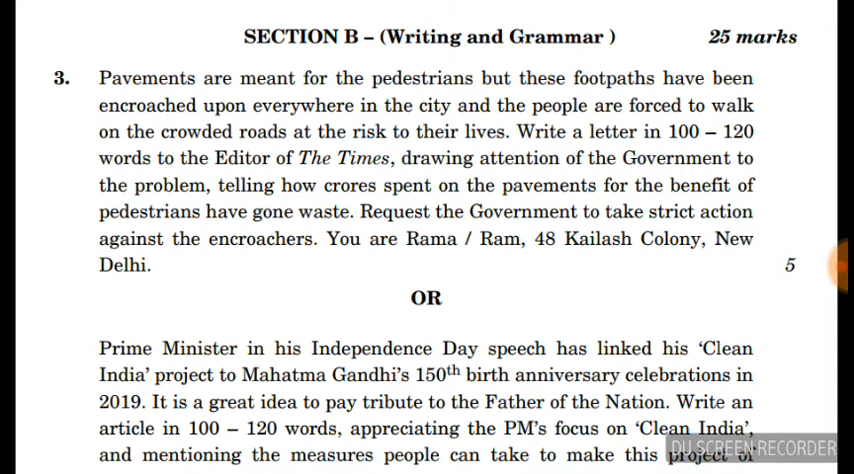 SECTION B – (Writing and Grammar ) 25 marks
3. Pavements are meant for the pedestrians but these footpaths have been
encroached upon everywhere in the city and the people are forced to walk
on the crowded roads at the risk to their lives. Write a letter in 100 – 120
words to the Editor of The Times, drawing attention of the Government to
the problem, telling how crores spent on the pavements for the benefit of
pedestrians have gone waste. Request the Government to take strict action
against the encroachers. You are Rama / Ram, 48 Kailash Colony, New
Delhi. 5
OR
Prime Minister in his Independence Day speech has linked his ‘Clean
India’ project to Mahatma Gandhi’s 150th birth anniversary celebrations in
2019. It is a great idea to pay tribute to the Father of the Nation. Write an
article in 100 – 120 words, appreciating the PM’s focus on ‘Clean India’,
and mentioning the measures people can take to make this project of
DU SCREEN RECORDER